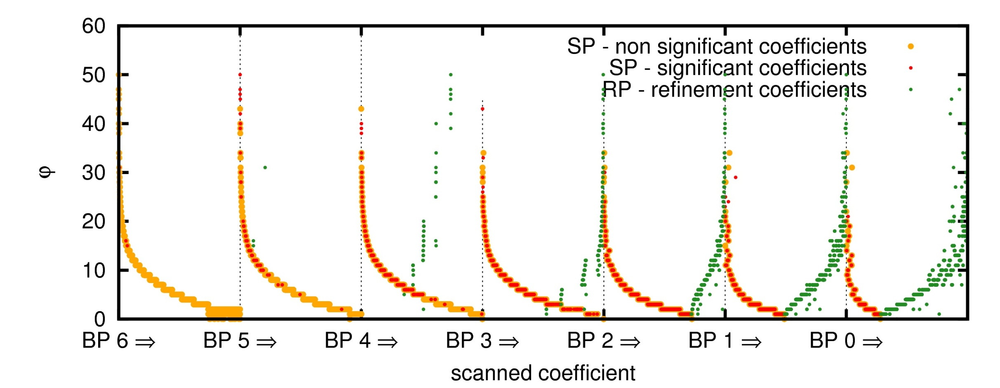 60
SP - non significant coefficients
SP - significant coefficients
50
RP - refinement coefficients
40
φ
30
20
10
0
BP 6 ⇒ BP 5 ⇒ BP 4 ⇒ BP 3 ⇒ BP 2 ⇒ BP 1 ⇒ BP 0 ⇒
scanned coefficient